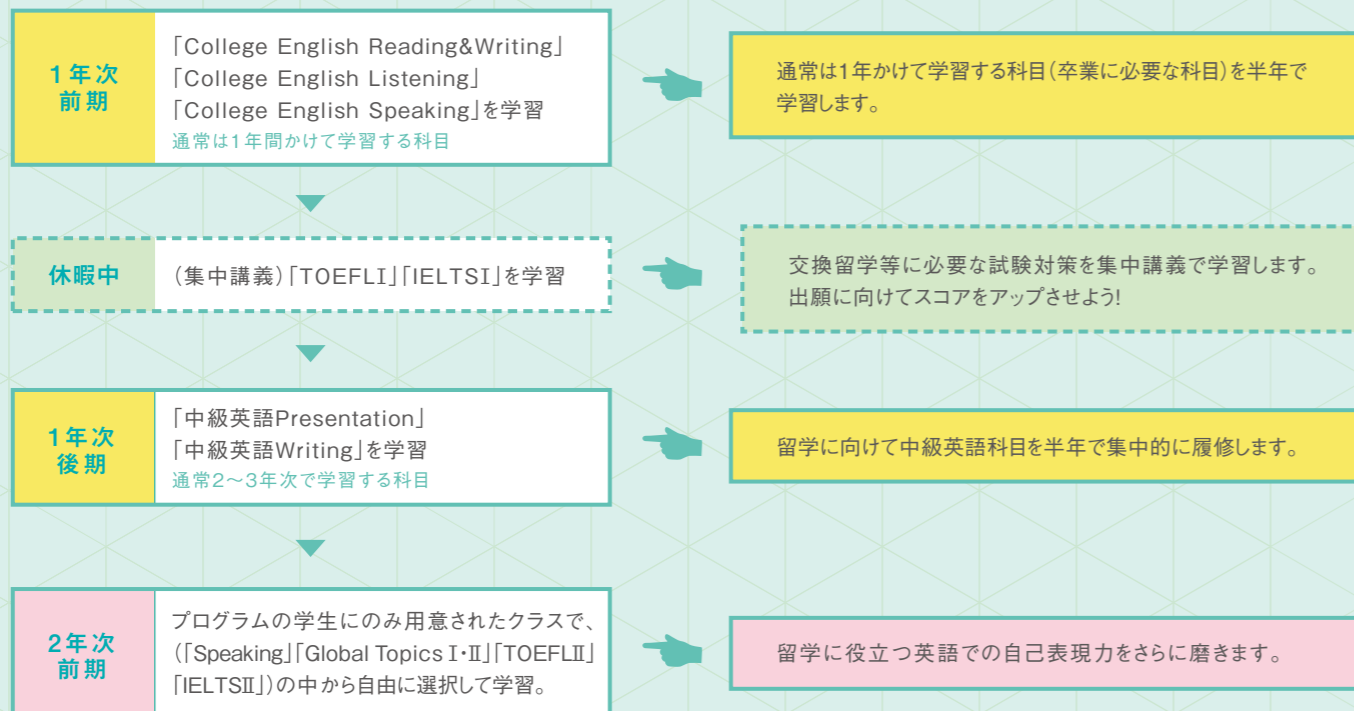 1年次
前期
「College English Reading&Writing」
「College English Listening」
「College English Speaking」を学習
通常は1年間かけて学習する科目
通常は1年かけて学習する科目(卒業に必要な科目)を半年で
学習します。
休暇中
(集中講義)「TOEFLⅠ」「IELTSⅠ」を学習
交換留学等に必要な試験対策を集中講義で学習します。
出願に向けてスコアをアップさせよう!
1年次
後期
「中級英語Presentation」
「中級英語Writing」を学習
通常2〜3年次で学習する科目
留学に向けて中級英語科目を半年で集中的に履修します。
2年次
前期
プログラムの学生にのみ用意されたクラスで、
(「Speaking」「Global Topics Ⅰ・Ⅱ」「TOEFLⅡ」
「IELTSⅡ」)の中から自由に選択して学習。
留学に役立つ英語での自己表現力をさらに磨きます。